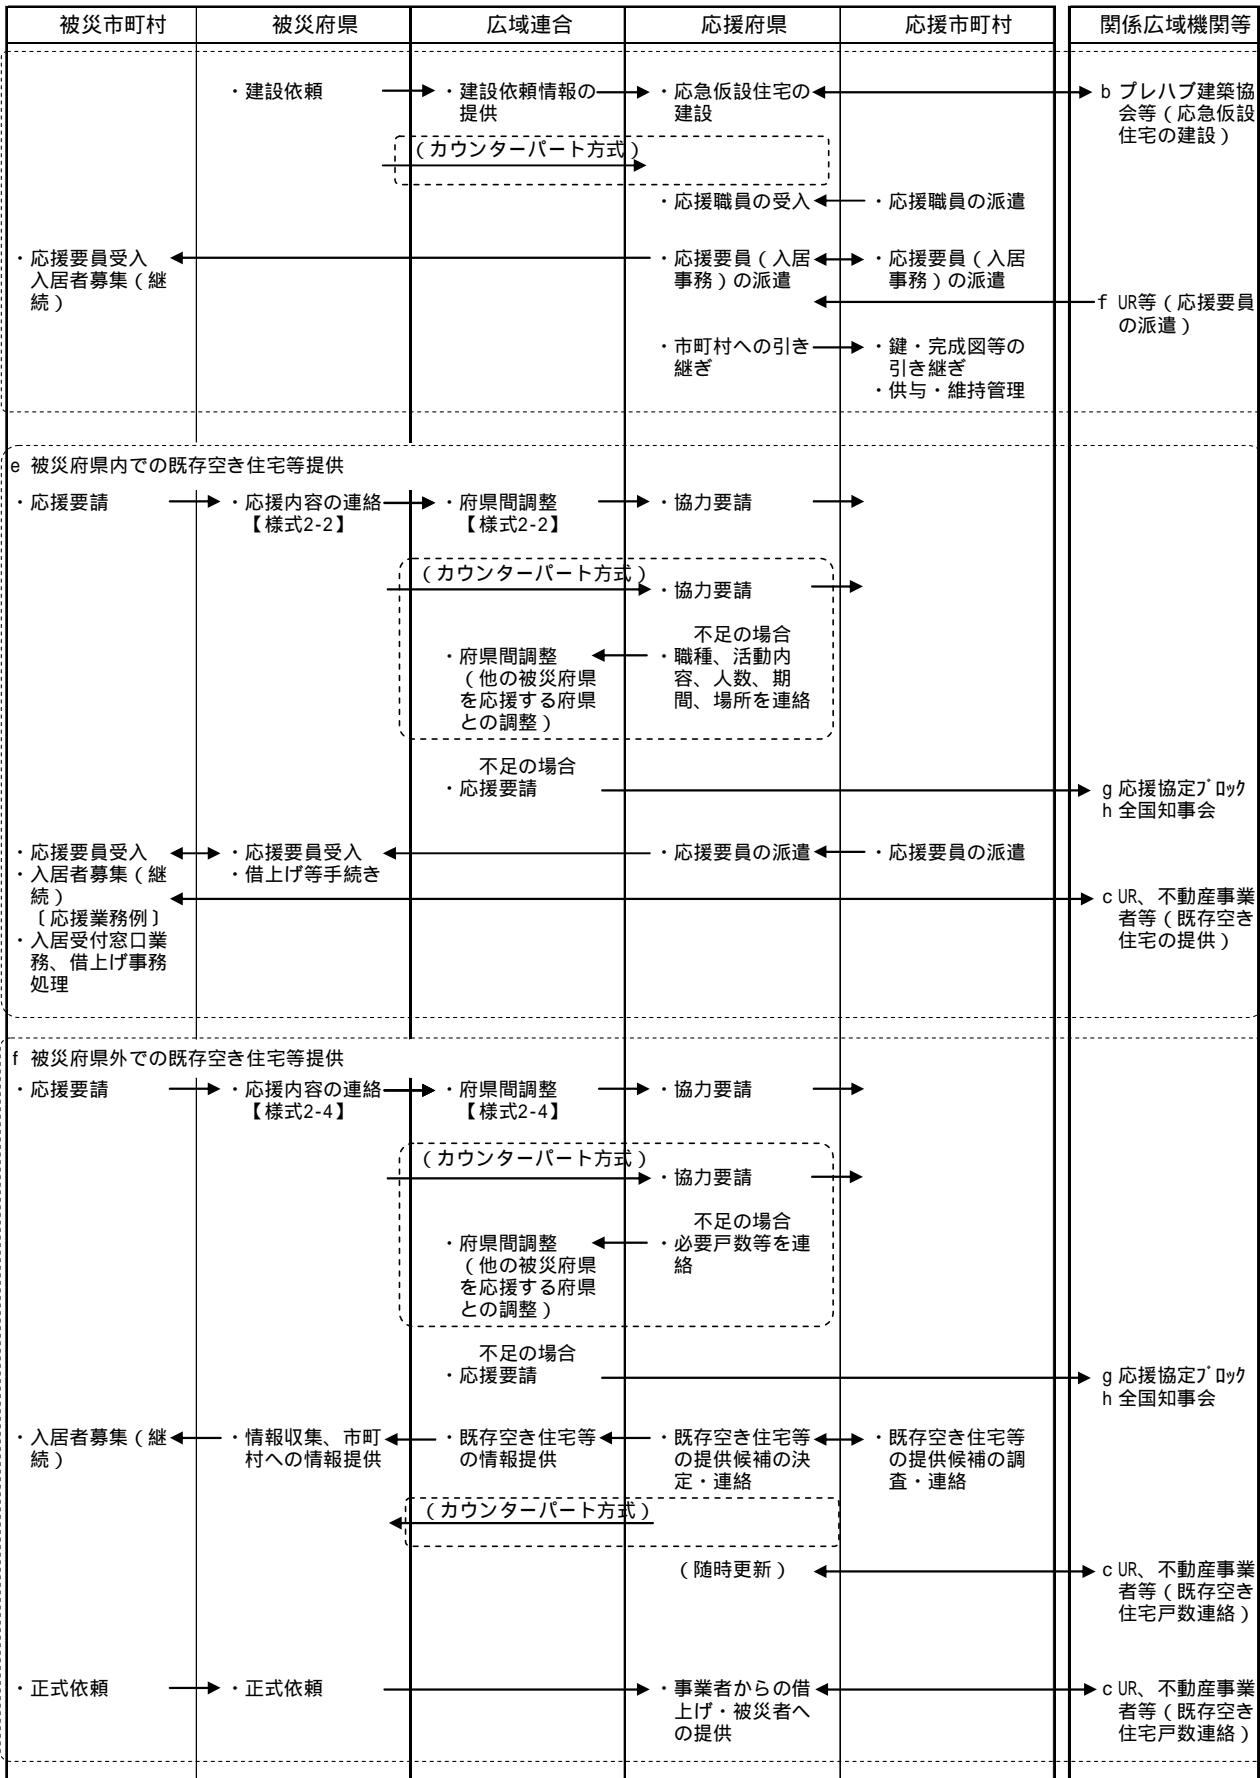 被災市町村
被災府県
広域連合
応援府県
応援市町村
関係広域機関等
・建設依頼
・建設依頼情報の
提供
・応急仮設住宅の
建設
b プレハブ建築協
会等（応急仮設
住宅の建設）
（カウンターパート方式）
・応援職員の受入
・応援職員の派遣
・応援要員受入
入居者募集（継
続）
・応援要員（入居
事務）の派遣
・応援要員（入居
事務）の派遣
f UR等（応援要員
の派遣）
・市町村への引き
継ぎ
・鍵・完成図等の
引き継ぎ
・供与・維持管理
e 被災府県内での既存空き住宅等提供
・応援要請
・応援内容の連絡
【様式2-2】
・府県間調整
【様式2-2】
・協力要請
（カウンターパート方式）
・協力要請
不足の場合
・職種、活動内
容、人数、期
間、場所を連絡
・府県間調整
（他の被災府県
を応援する府県
との調整）
不足の場合
・応援要請
g 応援協定ﾌﾞﾛｯｸ
h 全国知事会
・応援要員受入
・入居者募集（継
続）
〔応援業務例〕
・入居受付窓口業
務、借上げ事務
処理
・応援要員受入
・借上げ等手続き
・応援要員の派遣
・応援要員の派遣
c UR、不動産事業
者等（既存空き
住宅の提供）
f 被災府県外での既存空き住宅等提供
・応援要請
・応援内容の連絡
【様式2-4】
・府県間調整
【様式2-4】
・協力要請
（カウンターパート方式）
・協力要請
不足の場合
・必要戸数等を連
絡
・府県間調整
（他の被災府県
を応援する府県
との調整）
不足の場合
・応援要請
g 応援協定ﾌﾞﾛｯｸ
h 全国知事会
・入居者募集（継
続）
・情報収集、市町
村への情報提供
・既存空き住宅等
の情報提供
・既存空き住宅等
の提供候補の決
定・連絡
・既存空き住宅等
の提供候補の調
査・連絡
（カウンターパート方式）
（随時更新）
c UR、不動産事業
者等（既存空き
住宅戸数連絡）
・正式依頼
・正式依頼
・事業者からの借
上げ・被災者へ
の提供
c UR、不動産事業
者等（既存空き
住宅戸数連絡）